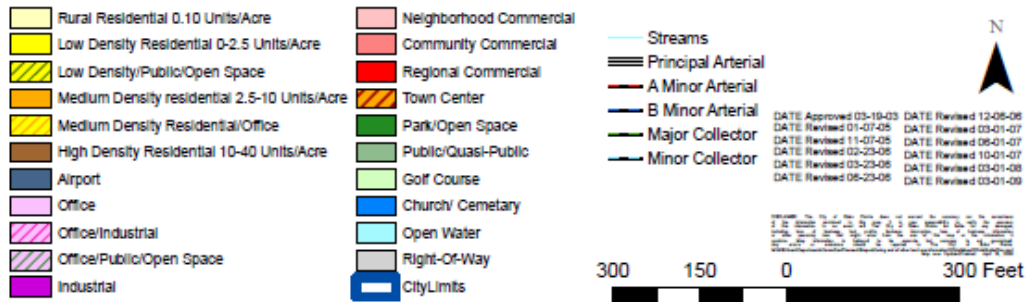 Rural Residential 0.10 Units/Acre
Low Density Residential 0-2.5 Units/Acre
Low Density/Public/Open Space
Medium Density residential 2.5-10 Units/Acre
Medium Density Residential/Office
High Density Residential 10-40 Units/Acre
Airport
Office
Office/Industrial
Office/Public/Open Space
Industrial
Neighborhood Commercial
Community Commercial
Regional Commercial
Town Center
Park/Open Space
Public/Quasi-Public
Golf Course
Church/ Cemetary
Open Water
Right-Of-Way
CityLimits
Streams
Principal Arterial
A Minor Arterial
B Minor Arterial
Major Collector
Minor Collector
N
DATE Approved 03-19-03 DATE Revised 12-06-06
DATE Revised 01-07-05 DATE Revised 03-01-07
DATE Revised 11-07-05 DATE Revised 06-01-07
DATE Revised 02-23-06 DATE Revised 10-01-07
DATE Revised 03-23-06 DATE Revised 03-01-08
DATE Revised 06-23-06 DATE Revised 03-01-09
300 150 0 300 Feet